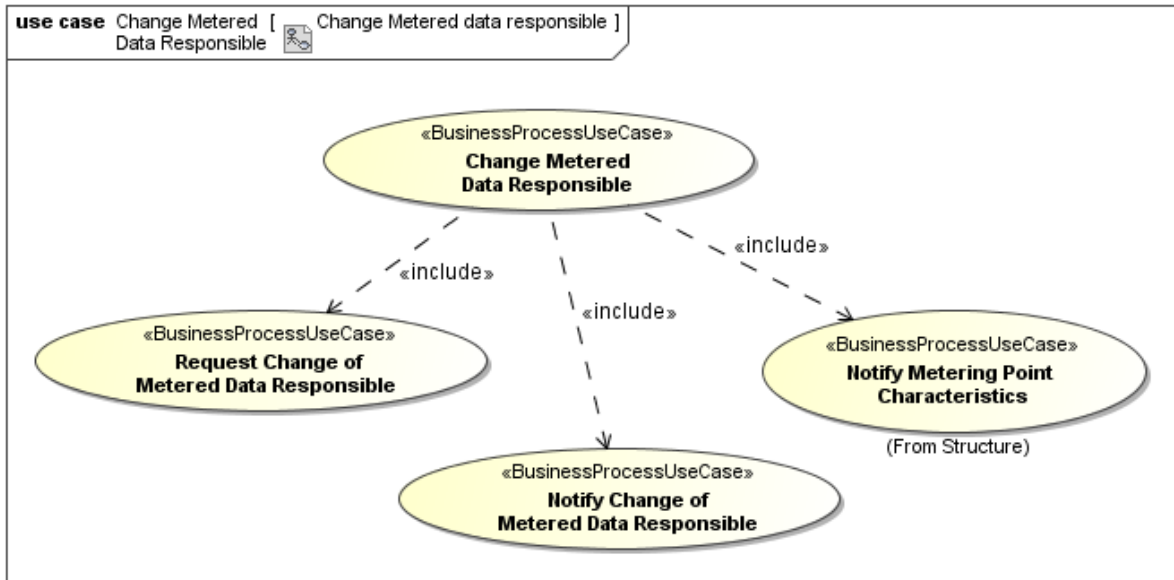 use case Change Metered [ Change Metered data responsible ]
Data Responsible
«BusinessProcessUseCase»
Change Metered
Data Responsible
«include»
«include»
«include»
«BusinessProcessUseCase»
Request Change of
Metered Data Responsible
«BusinessProcessUseCase»
Notify Metering Point
Characteristics
(From Structure)
«BusinessProcessUseCase»
Notify Change of
Metered Data Responsible